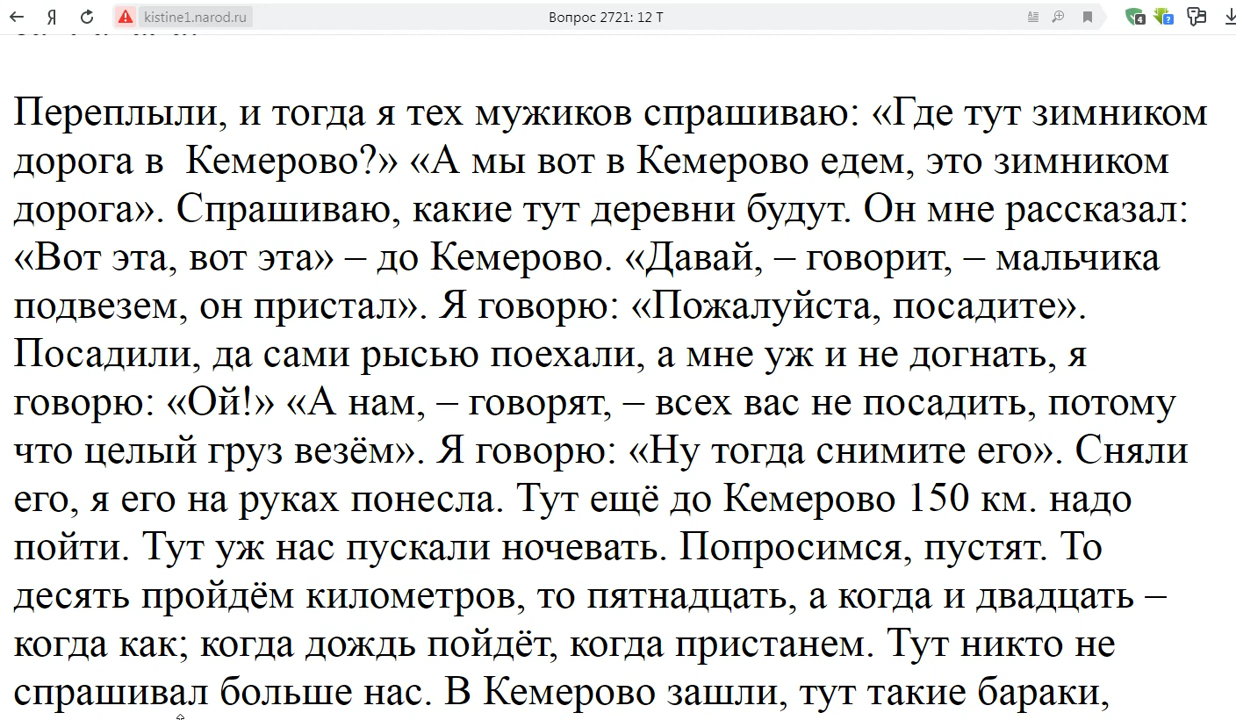 kistine1.narod.ru
Вопрос 2721: 12 Т
4
?
Переплыли, и тогда я тех мужиков спрашиваю: «Где тут зимником
дорога в Кемерово?» «А мы вот в Кемерово едем, это зимником
дорога». Спрашиваю, какие тут деревни будут. Он мне рассказал:
«Вот эта, вот эта» – до Кемерово. «Давай, – говорит, – мальчика
подвезем, он пристал». Я говорю: «Пожалуйста, посадите».
Посадили, да сами рысью поехали, а мне уж и не догнать, я
говорю: «Ой!» «А нам, – говорят, – всех вас не посадить, потому
что целый груз везём». Я говорю: «Ну тогда снимите его». Сняли
его, я его на руках понесла. Тут ещё до Кемерово 150 км. надо
пойти. Тут уж нас пускали ночевать. Попросимся, пустят. То
десять пройдём километров, то пятнадцать, а когда и двадцать –
когда как; когда дождь пойдёт, когда пристанем. Тут никто не
спрашивал больше нас. В Кемерово зашли, тут такие бараки,